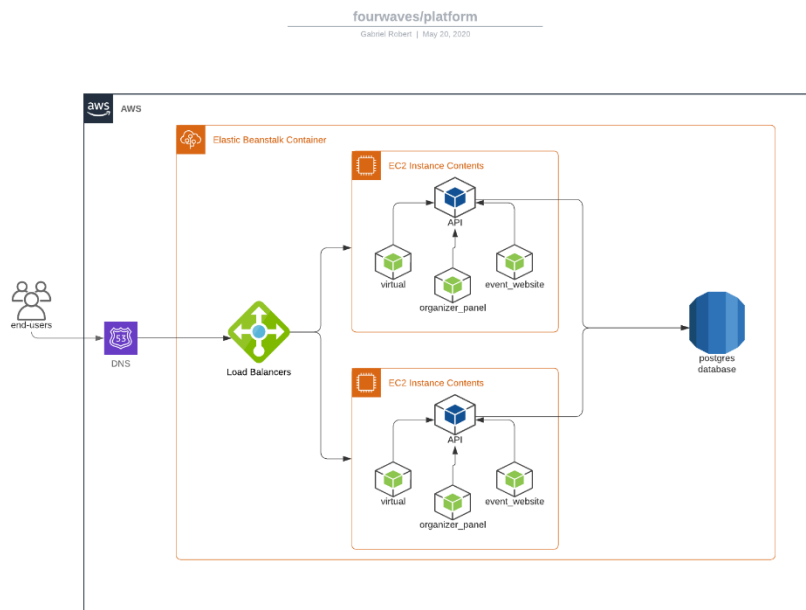 fourwaves/platform
Gabriel Robert | May 20, 2020
aws
AWS
Elastic Beanstalk Container
EC2 Instance Contents
API
virtual
event_website
organizer_panel
end-users
53
DNS
Load Balancers
postgres
database
EC2 Instance Contents
API
virtual
event_website
organizer_panel